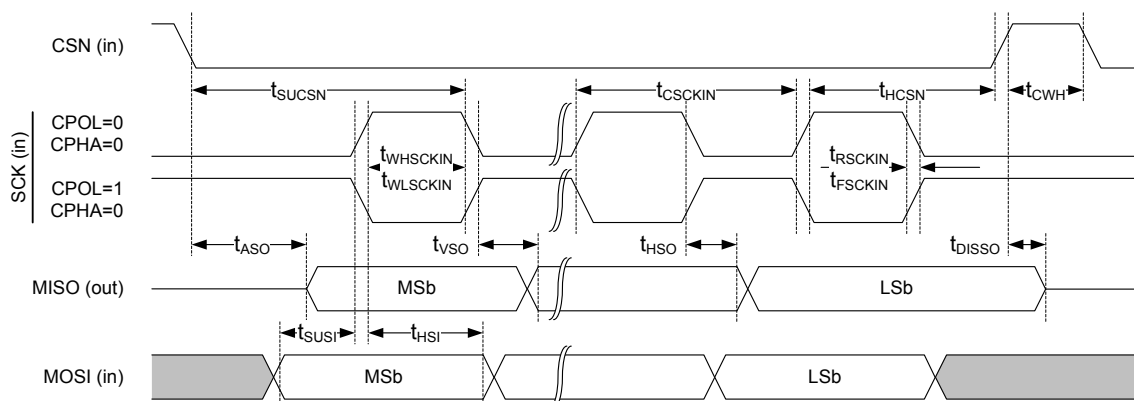 CSN (in)
tSUCSN
tCSCKIN
tHCSN
tCWH
SCK (in)
CPOL=0
CPHA=0
tWHSCKIN
tWLSCKIN
tRSCKIN
tFSCKIN
CPOL=1
CPHA=0
tASO
tVSO
tHSO
tDISSO
MISO (out)
MSb
LSb
tSUSI
tHSI
MOSI (in)
MSb
LSb